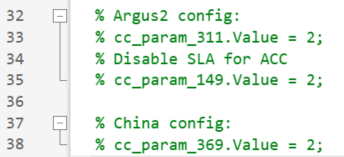 32 % Argus2 config:
33 % cc_param_311.Value = 2;
34 % Disable SLA for ACC
35 % cc_param_149.Value = 2;
36
37 % China config:
38 % cc_param_369.Value = 2;